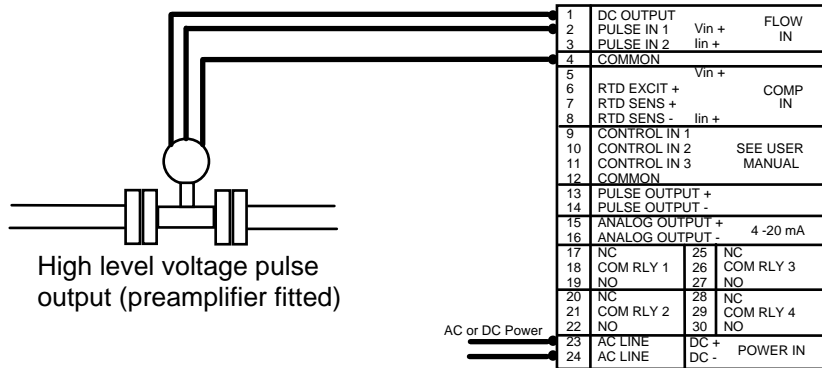 1 DC OUTPUT
2 PULSE IN 1 Vin + FLOW
3 PULSE IN 2 Iin + IN
4 COMMON
5 Vin +
6 RTD EXCIT + COMP
7 RTD SENS + IN
8 RTD SENS - Iin +
9 CONTROL IN 1
10 CONTROL IN 2 SEE USER
11 CONTROL IN 3 MANUAL
12 COMMON
13 PULSE OUTPUT +
14 PULSE OUTPUT -
15 ANALOG OUTPUT + 4 -20 mA
16 ANALOG OUTPUT -
17 NC 25 NC
18 COM RLY 1 26 COM RLY 3
19 NO 27 NO
20 NC 28 NC
21 COM RLY 2 29 COM RLY 4
22 NO 30 NO
23 AC LINE DC + POWER IN
24 AC LINE DC -
High level voltage pulse
output (preamplifier fitted)
AC or DC Power